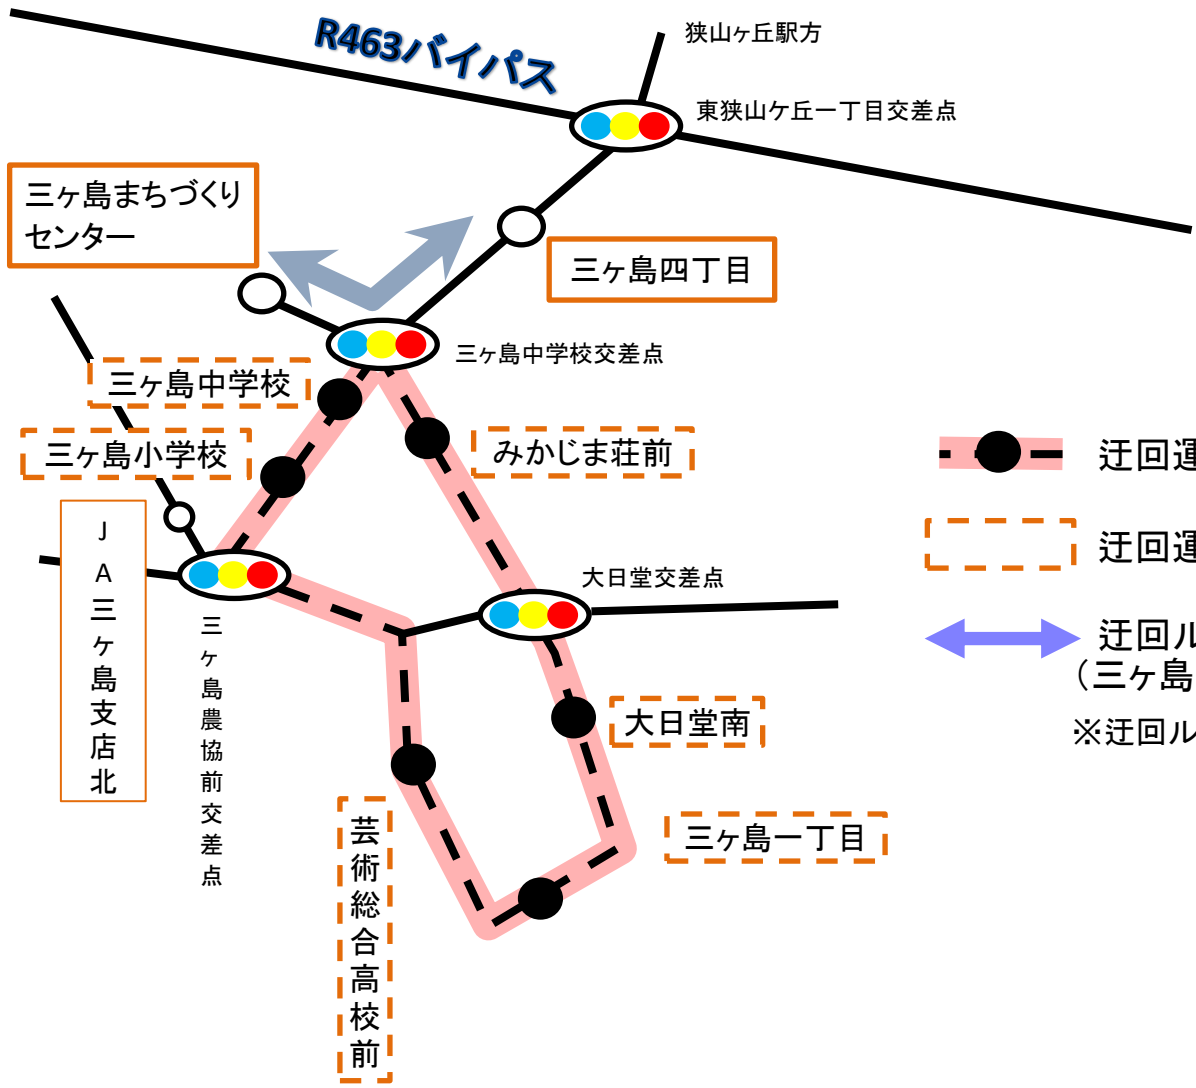 R463バイパス
狭山ヶ丘駅方
東狭山ケ丘一丁目交差点
三ヶ島まちづくり
センター
三ヶ島四丁目
三ヶ島中学校交差点
三ヶ島中学校
三ヶ島小学校
みかじま荘前
迂回運
迂回運
迂回ル
（三ヶ島
※迂回ル
JA三ヶ島支店北
三ヶ島農協前交差点
大日堂交差点
大日堂南
三ヶ島一丁目
芸術総合高校前